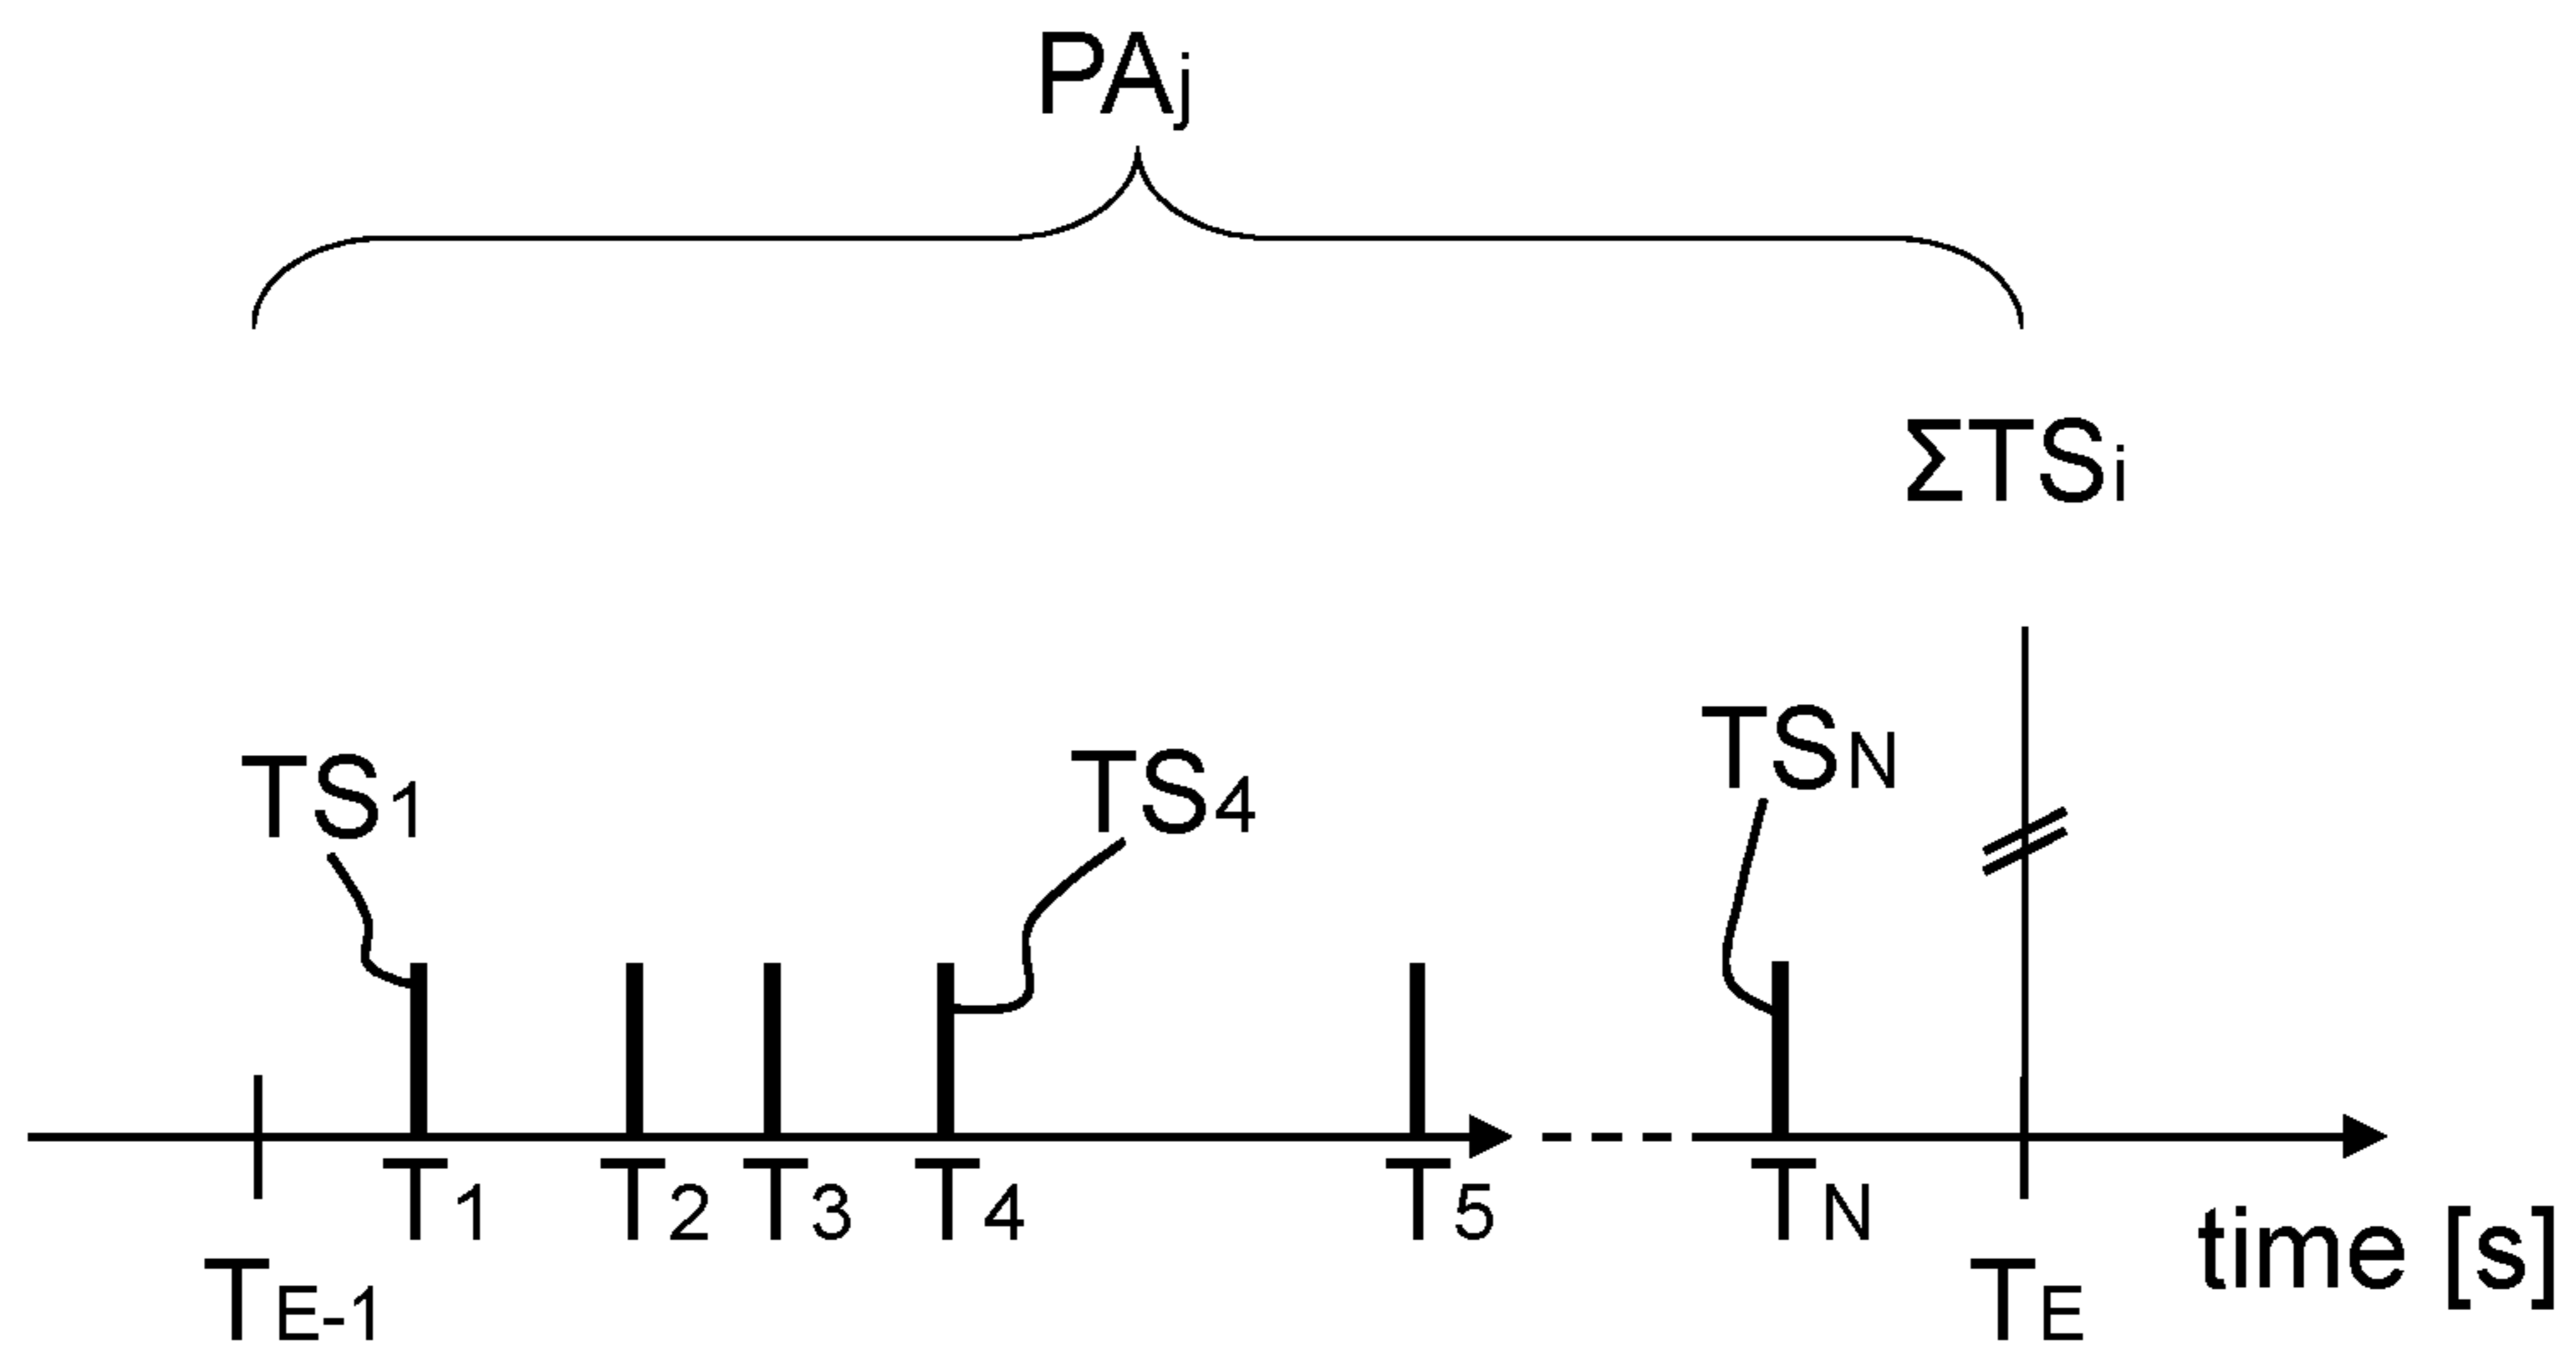 PAj
ΣTSi
TS1 TS4 TSN
T1 T2 T3 T4 T5 TN
TE-1 TE time [s]